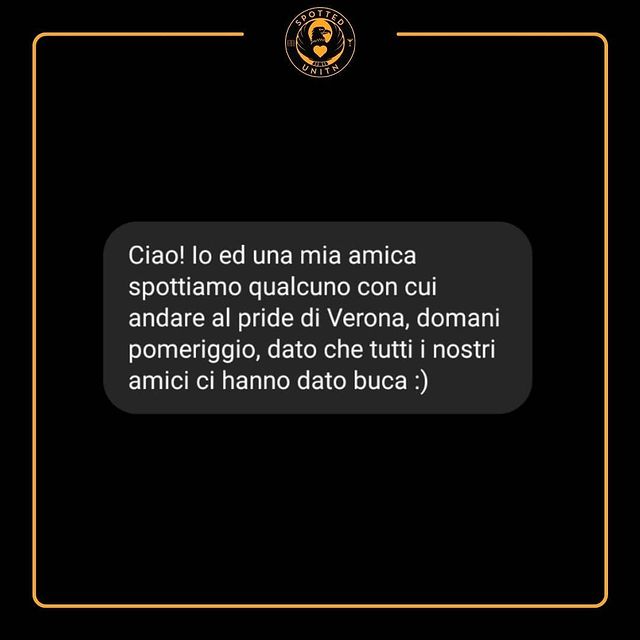 SPOTTED
UNITN
Ciao! Io ed una mia amica
spottiamo qualcuno con cui
andare al pride di Verona, domani
pomeriggio, dato che tutti i nostri
amici ci hanno dato buca :)